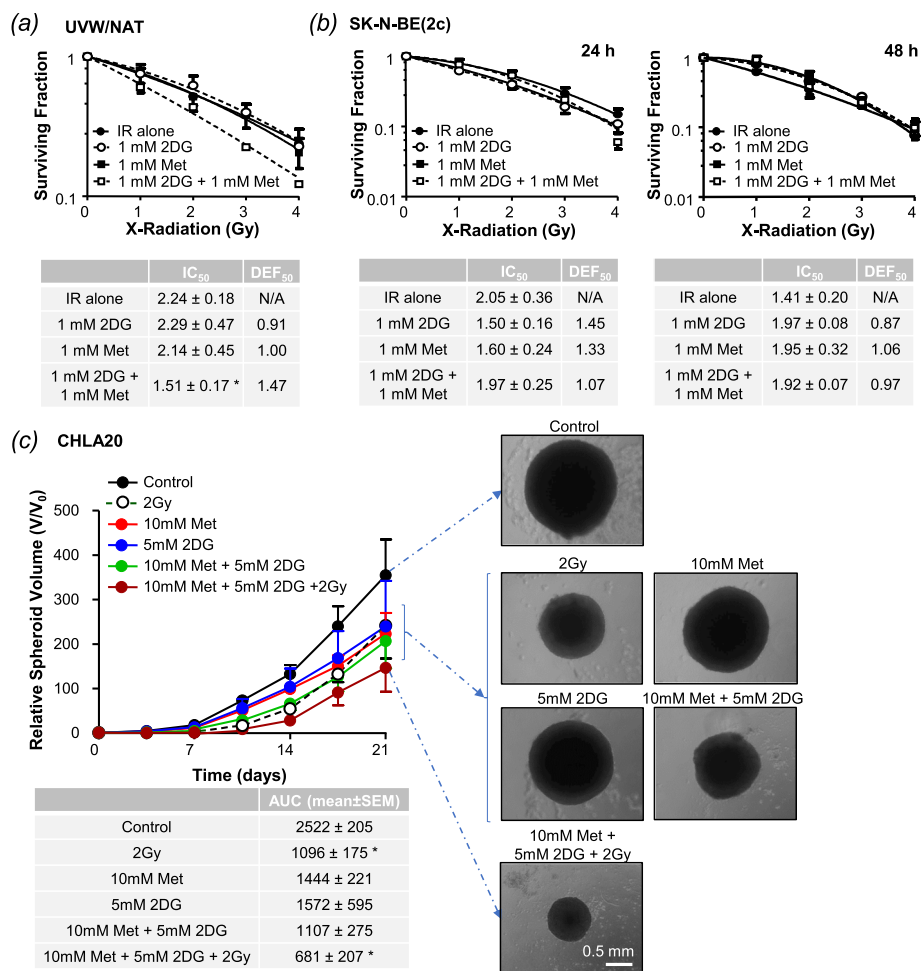 (a) UVW/NAT
Surviving Fraction
1
0.1
IR alone
1 mM 2DG
1 mM Met
1 mM 2DG + 1 mM Met
0 1 2 3 4
X-Radiation (Gy)
IC50 DEF50
IR alone 2.24 ± 0.18 N/A
1 mM 2DG 2.29 ± 0.47 0.91
1 mM Met 2.14 ± 0.45 1.00
1 mM 2DG +
1 mM Met 1.51 ± 0.17 * 1.47
(b) SK-N-BE(2c)
24 h
Surviving Fraction
1
0.1
0.01
IR alone
1 mM 2DG
1 mM Met
1 mM 2DG + 1 mM Met
0 1 2 3 4
X-Radiation (Gy)
IC50 DEF50
IR alone 2.05 ± 0.36 N/A
1 mM 2DG 1.50 ± 0.16 1.45
1 mM Met 1.60 ± 0.24 1.33
1 mM 2DG +
1 mM Met 1.97 ± 0.25 1.07
48 h
Surviving Fraction
1
0.1
0.01
IR alone
1 mM 2DG
1 mM Met
1 mM 2DG + 1 mM Met
0 1 2 3 4
X-Radiation (Gy)
IC50 DEF50
IR alone 1.41 ± 0.20 N/A
1 mM 2DG 1.97 ± 0.08 0.87
1 mM Met 1.95 ± 0.32 1.06
1 mM 2DG +
1 mM Met 1.92 ± 0.07 0.97
(c) CHLA20
Relative Spheroid Volume (V/V0)
500
400
300
200
100
0
Control
2Gy
10mM Met
5mM 2DG
10mM Met + 5mM 2DG
10mM Met + 5mM 2DG +2Gy
0 7 14 21
Time (days)
AUC (mean±SEM)
Control 2522 ± 205
2Gy 1096 ± 175 *
10mM Met 1444 ± 221
5mM 2DG 1572 ± 595
10mM Met + 5mM 2DG 1107 ± 275
10mM Met + 5mM 2DG + 2Gy 681 ± 207 *
Control
2Gy 10mM Met
5mM 2DG 10mM Met + 5mM 2DG
10mM Met +
5mM 2DG + 2Gy
0.5 mm